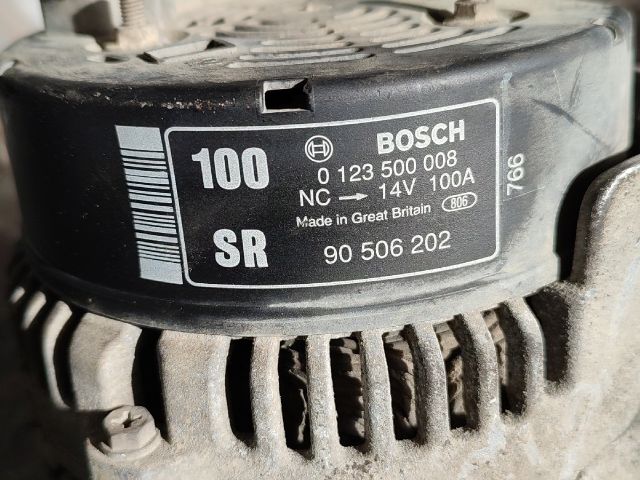 100
BOSCH
0 123 500 008
NC → 14V 100A
Made in Great Britain 806
SR
90 506 202
766